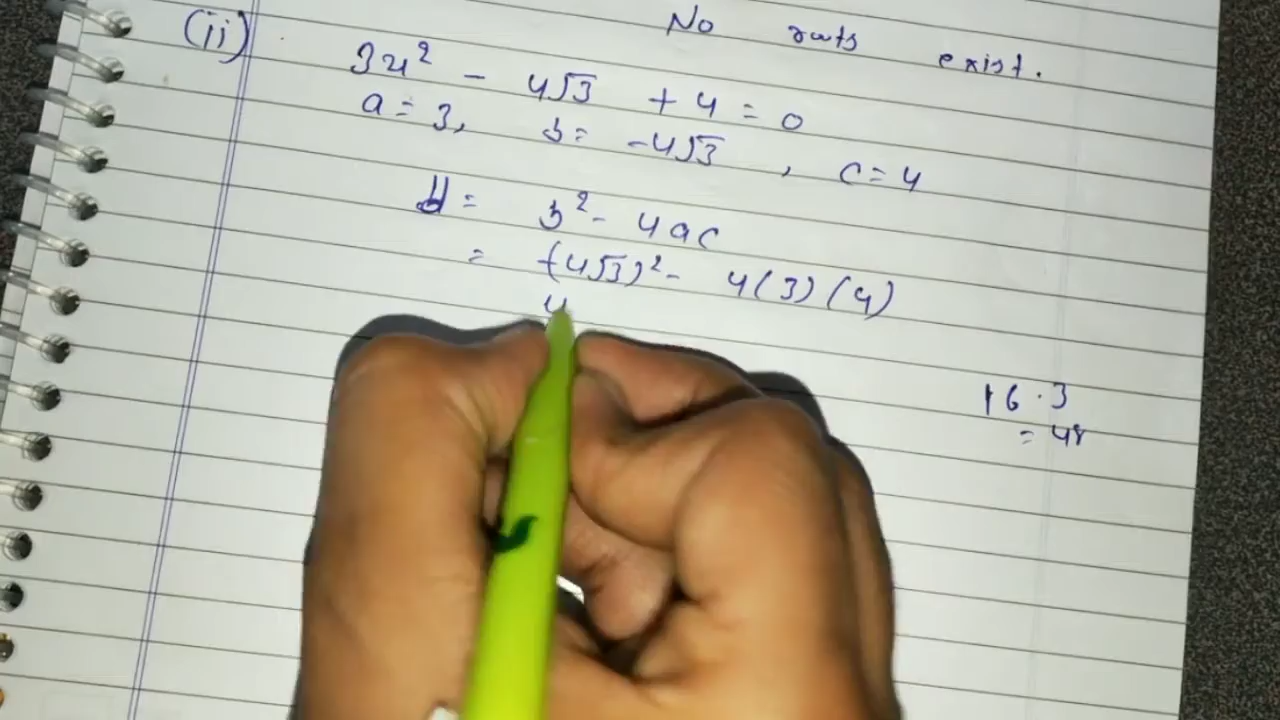 No roots exist.
(ii) 3x² - 4√3 + 4 = 0
a = 3, b = -4√3, c = 4
D = b² - 4ac
= (4√3)² - 4(3)(4)
4
16·3
= 48